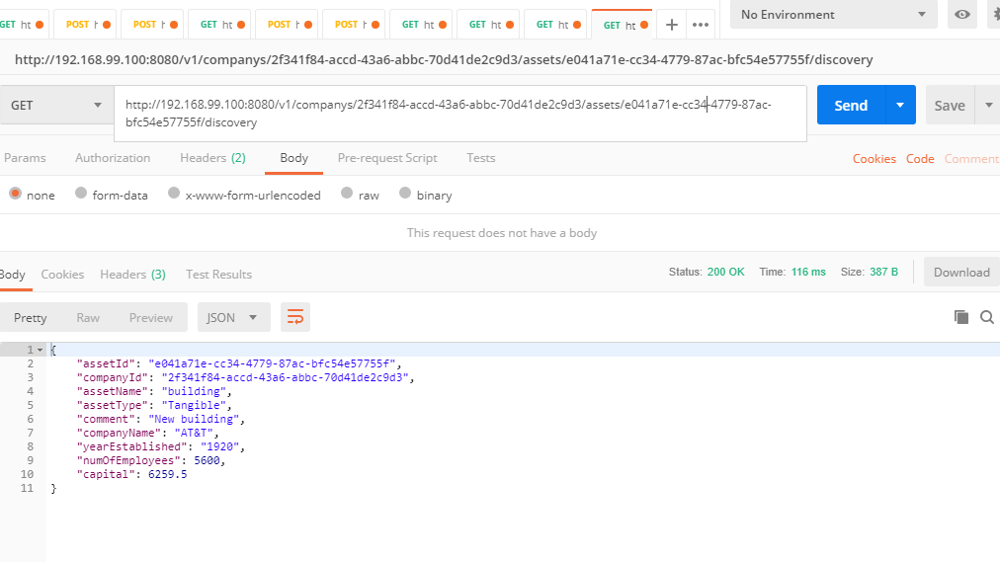 GET ht POST h POST h GET ht POST h POST h GET ht GET ht GET ht GET ht No Environment
http://192.168.99.100:8080/v1/companys/2f341f84-accd-43a6-abbc-70d41de2c9d3/assets/e041a71e-cc34-4779-87ac-bfc54e57755f/discovery
GET http://192.168.99.100:8080/v1/companys/2f341f84-accd-43a6-abbc-70d41de2c9d3/assets/e041a71e-cc34-4779-87ac- Send Save
bfc54e57755f/discovery
Params Authorization Headers (2) Body Pre-request Script Tests Cookies Code Comment
none form-data x-www-form-urlencoded raw binary
This request does not have a body
Body Cookies Headers (3) Test Results Status: 200 OK Time: 116 ms Size: 387 B Download
Pretty Raw Preview JSON
1 {
2 "assetId": "e041a71e-cc34-4779-87ac-bfc54e57755f",
3 "companyId": "2f341f84-accd-43a6-abbc-70d41de2c9d3",
4 "assetName": "building",
5 "assetType": "Tangible",
6 "comment": "New building",
7 "companyName": "AT&T",
8 "yearEstablished": "1920",
9 "numOfEmployees": 5600,
10 "capital": 6259.5
11 }